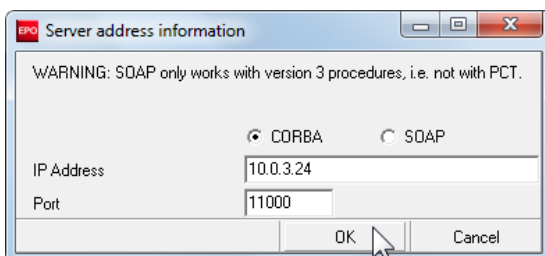 EPO Server address information
WARNING: SOAP only works with version 3 procedures, i.e. not with PCT.
CORBA SOAP
IP Address 10.0.3.24
Port 11000
OK Cancel